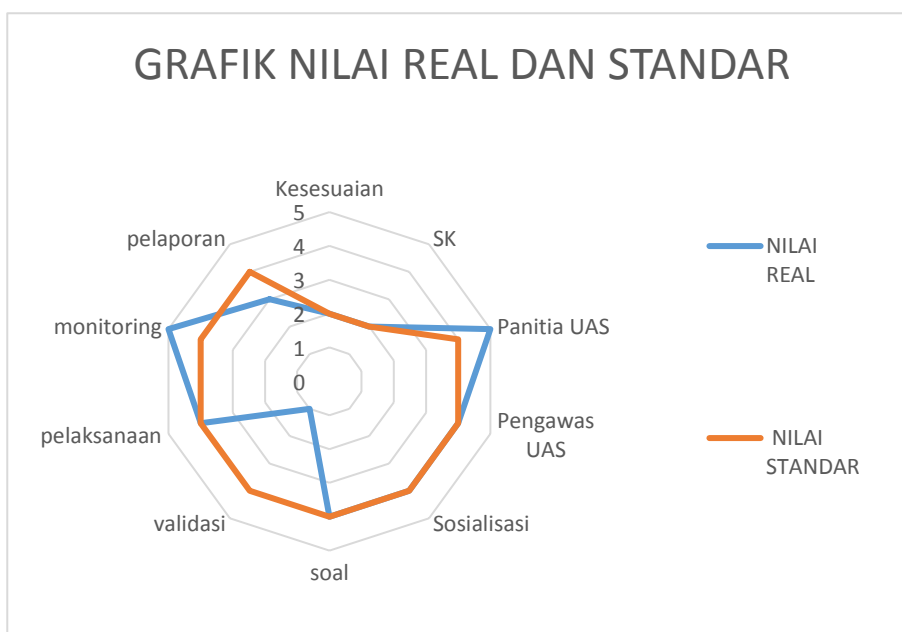 GRAFIK NILAI REAL DAN STANDAR
Kesesuaian
SK
Panitia UAS
Pengawas
UAS
Sosialisasi
soal
validasi
pelaksanaan
monitoring
pelaporan
5
4
3
2
1
0
NILAI
REAL
NILAI
STANDAR